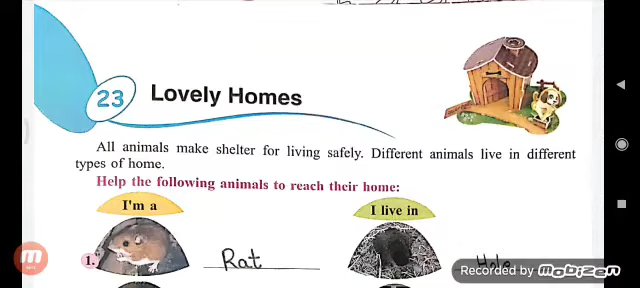 23 Lovely Homes
All animals make shelter for living safely. Different animals live in different
types of home.
Help the following animals to reach their home:
I'm a
I live in
1. Rat
Hole
Recorded by mobizen